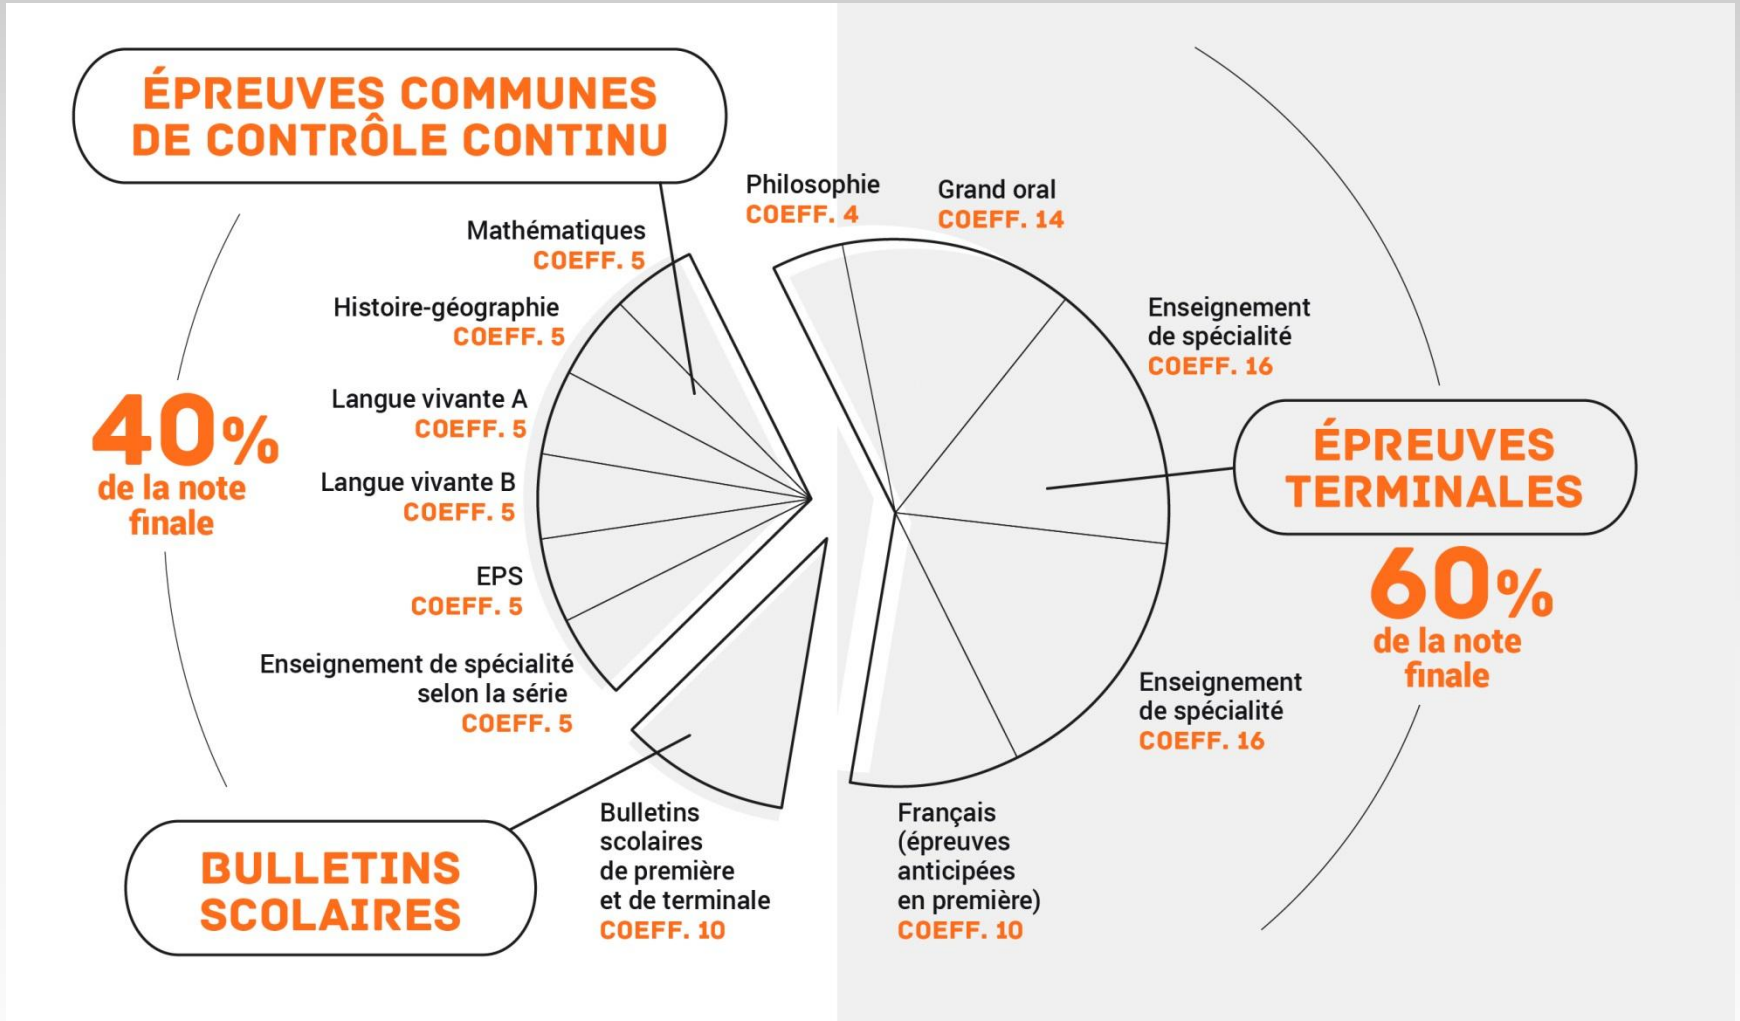 ÉPREUVES COMMUNES
DE CONTRÔLE CONTINU
Mathématiques
COEFF. 5
Histoire-géographie
COEFF. 5
Langue vivante A
COEFF. 5
Langue vivante B
COEFF. 5
EPS
COEFF. 5
Enseignement de spécialité
selon la série
COEFF. 5
40%
de la note
finale
BULLETINS
SCOLAIRES
Bulletins
scolaires
de première
et de terminale
COEFF. 10
Philosophie
COEFF. 4
Grand oral
COEFF. 14
Enseignement
de spécialité
COEFF. 16
ÉPREUVES
TERMINALES
60%
de la note
finale
Enseignement
de spécialité
COEFF. 16
Français
(épreuves
anticipées
en première)
COEFF. 10